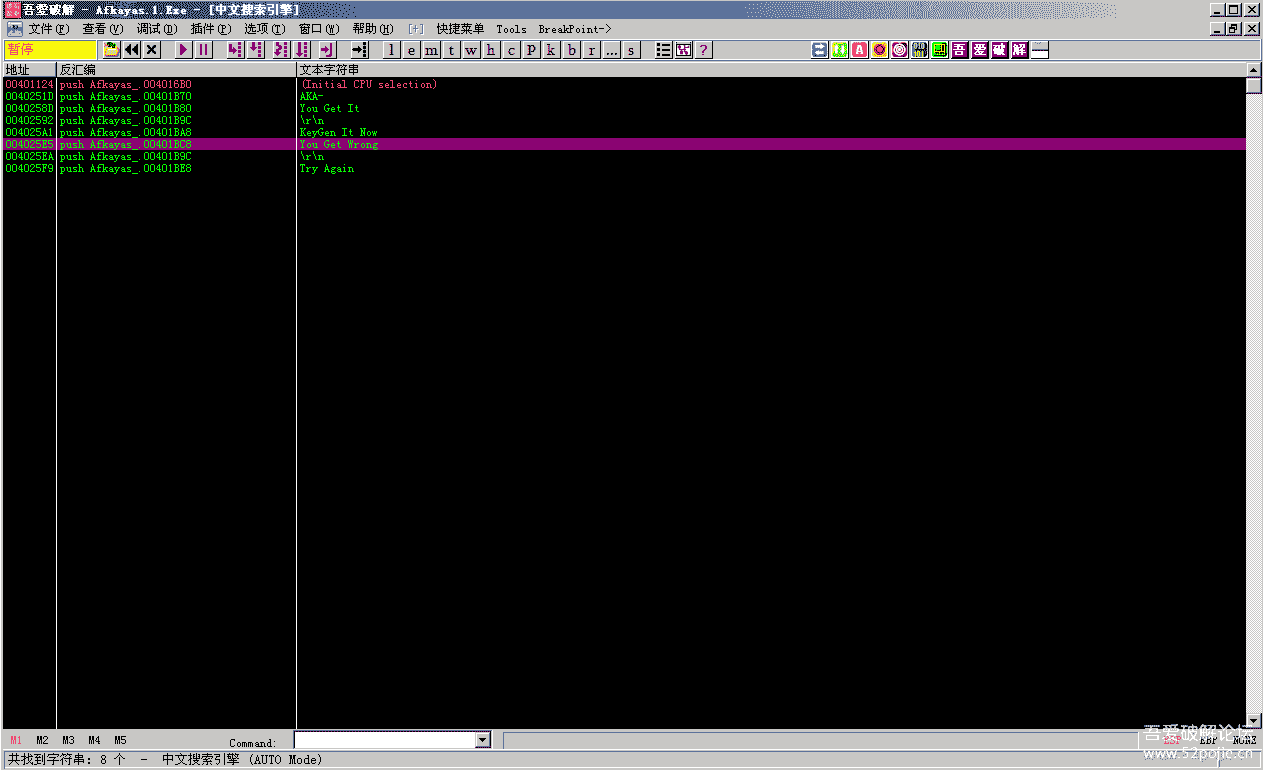 吾爱破解 - Afkayas.1.Exe - [中文搜索引擎]
文件(F) 查看(V) 调试(D) 插件(P) 选项(T) 窗口(W) 帮助(H) [+] 快捷菜单 Tools BreakPoint->
暂停 l e m t w h c P k b r ... s ? 吾 爱 破 解
地址 反汇编 文本字符串
00401124 push Afkayas_.004016B0 (Initial CPU selection)
0040251D push Afkayas_.00401B70 AKA-
0040258D push Afkayas_.00401B80 You Get It
00402592 push Afkayas_.00401B9C \r\n
004025A1 push Afkayas_.00401BA8 KeyGen It Now
004025E5 push Afkayas_.00401BC8 You Get Wrong
004025EA push Afkayas_.00401B9C \r\n
004025F9 push Afkayas_.00401BE8 Try Again
M1 M2 M3 M4 M5 Command: ESP EBP NONE
共找到字符串: 8 个 - 中文搜索引擎 (AUTO Mode)
吾爱破解论坛
www.52pojie.cn